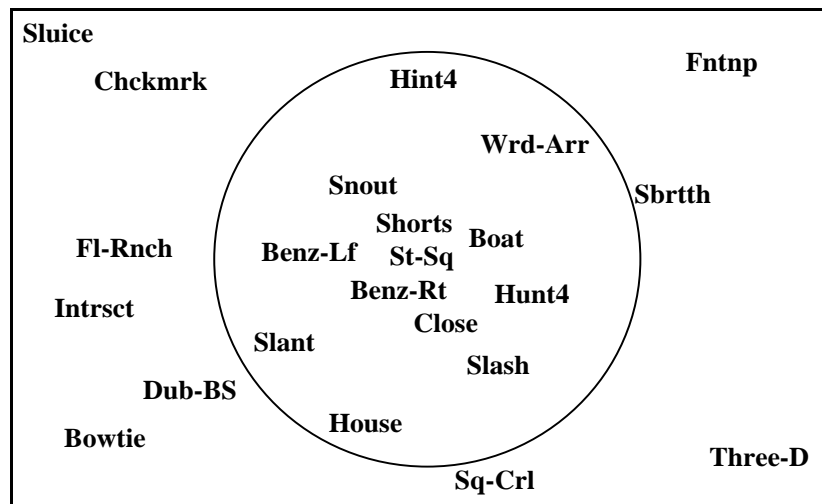 Sluice
Fntnp
Chckmrk
Hint4
Wrd-Arr
Snout
Sbrtth
Shorts
Boat
Fl-Rnch
Benz-Lf
St-Sq
Benz-Rt
Hunt4
Intrsct
Close
Slant
Slash
Dub-BS
House
Bowtie
Three-D
Sq-Crl